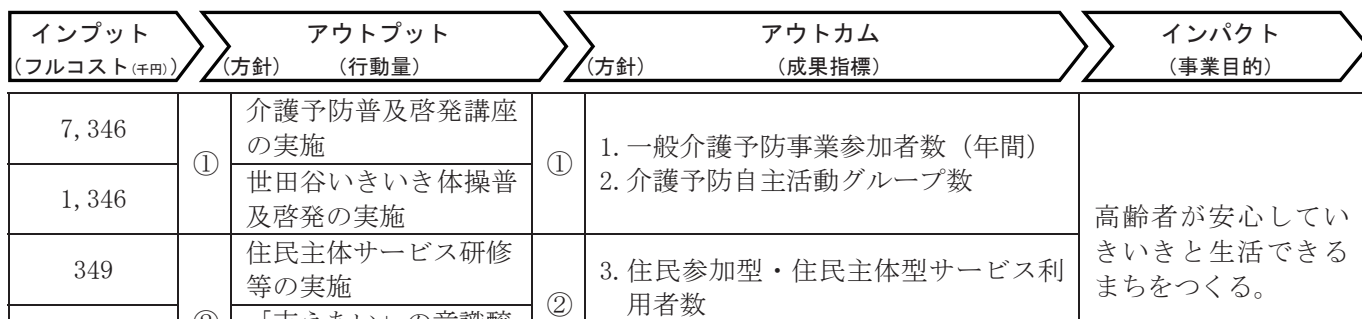 インプット
(フルコスト(千円))
アウトプット
(方針) (行動量)
アウトカム
(方針) (成果指標)
インパクト
(事業目的)
7,346
①
介護予防普及啓発講座
の実施
①
1. 一般介護予防事業参加者数（年間）
2. 介護予防自主活動グループ数
1,346
世田谷いきいき体操普
及啓発の実施
高齢者が安心してい
きいきと生活できる
まちをつくる。
349
住民主体サービス研修
等の実施
②
3. 住民参加型・住民主体型サービス利
用者数